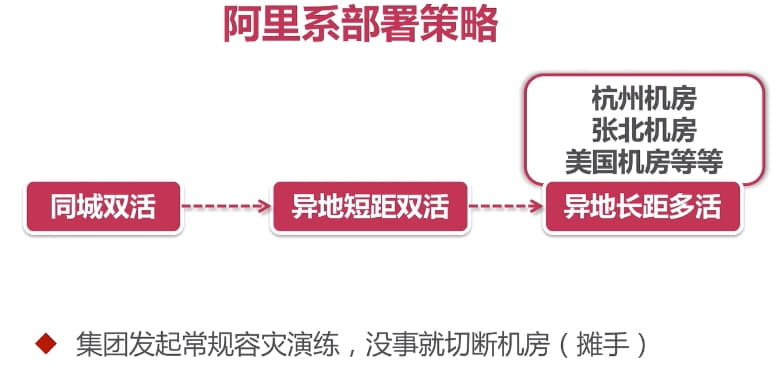 阿里系部署策略
杭州机房
张北机房
美国机房等等
同城双活
异地短距双活
异地长距多活
集团发起常规容灾演练，没事就切断机房（摊手）